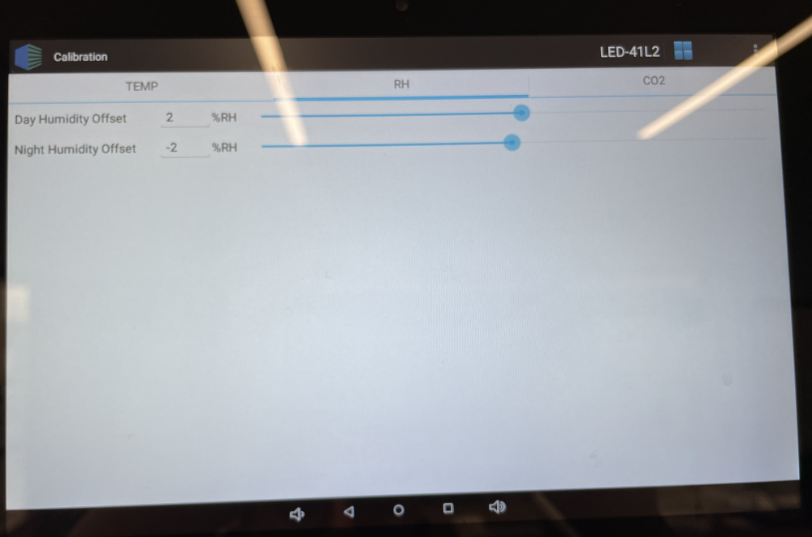 Calibration LED-41L2
TEMP RH CO2
Day Humidity Offset 2 %RH
Night Humidity Offset -2 %RH